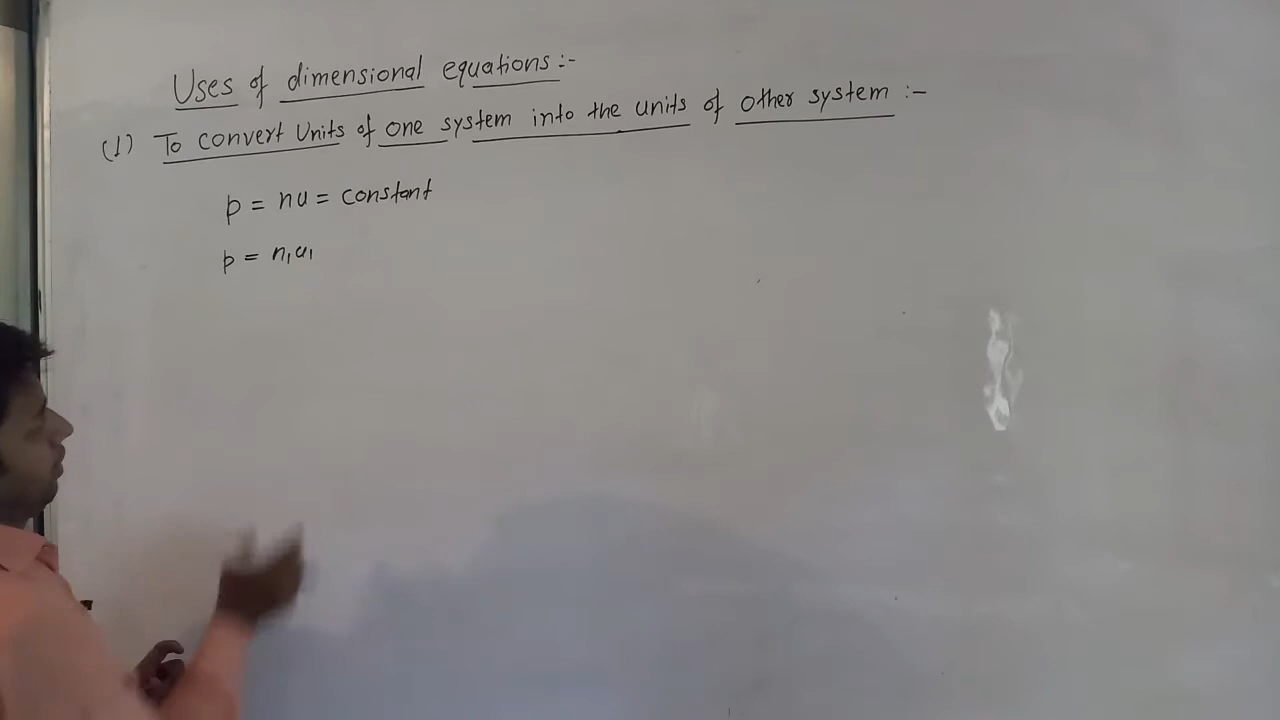 Uses of dimensional equations :-
(1) To convert Units of one system into the units of other system :-
p = nu = constant
p = n₁u₁